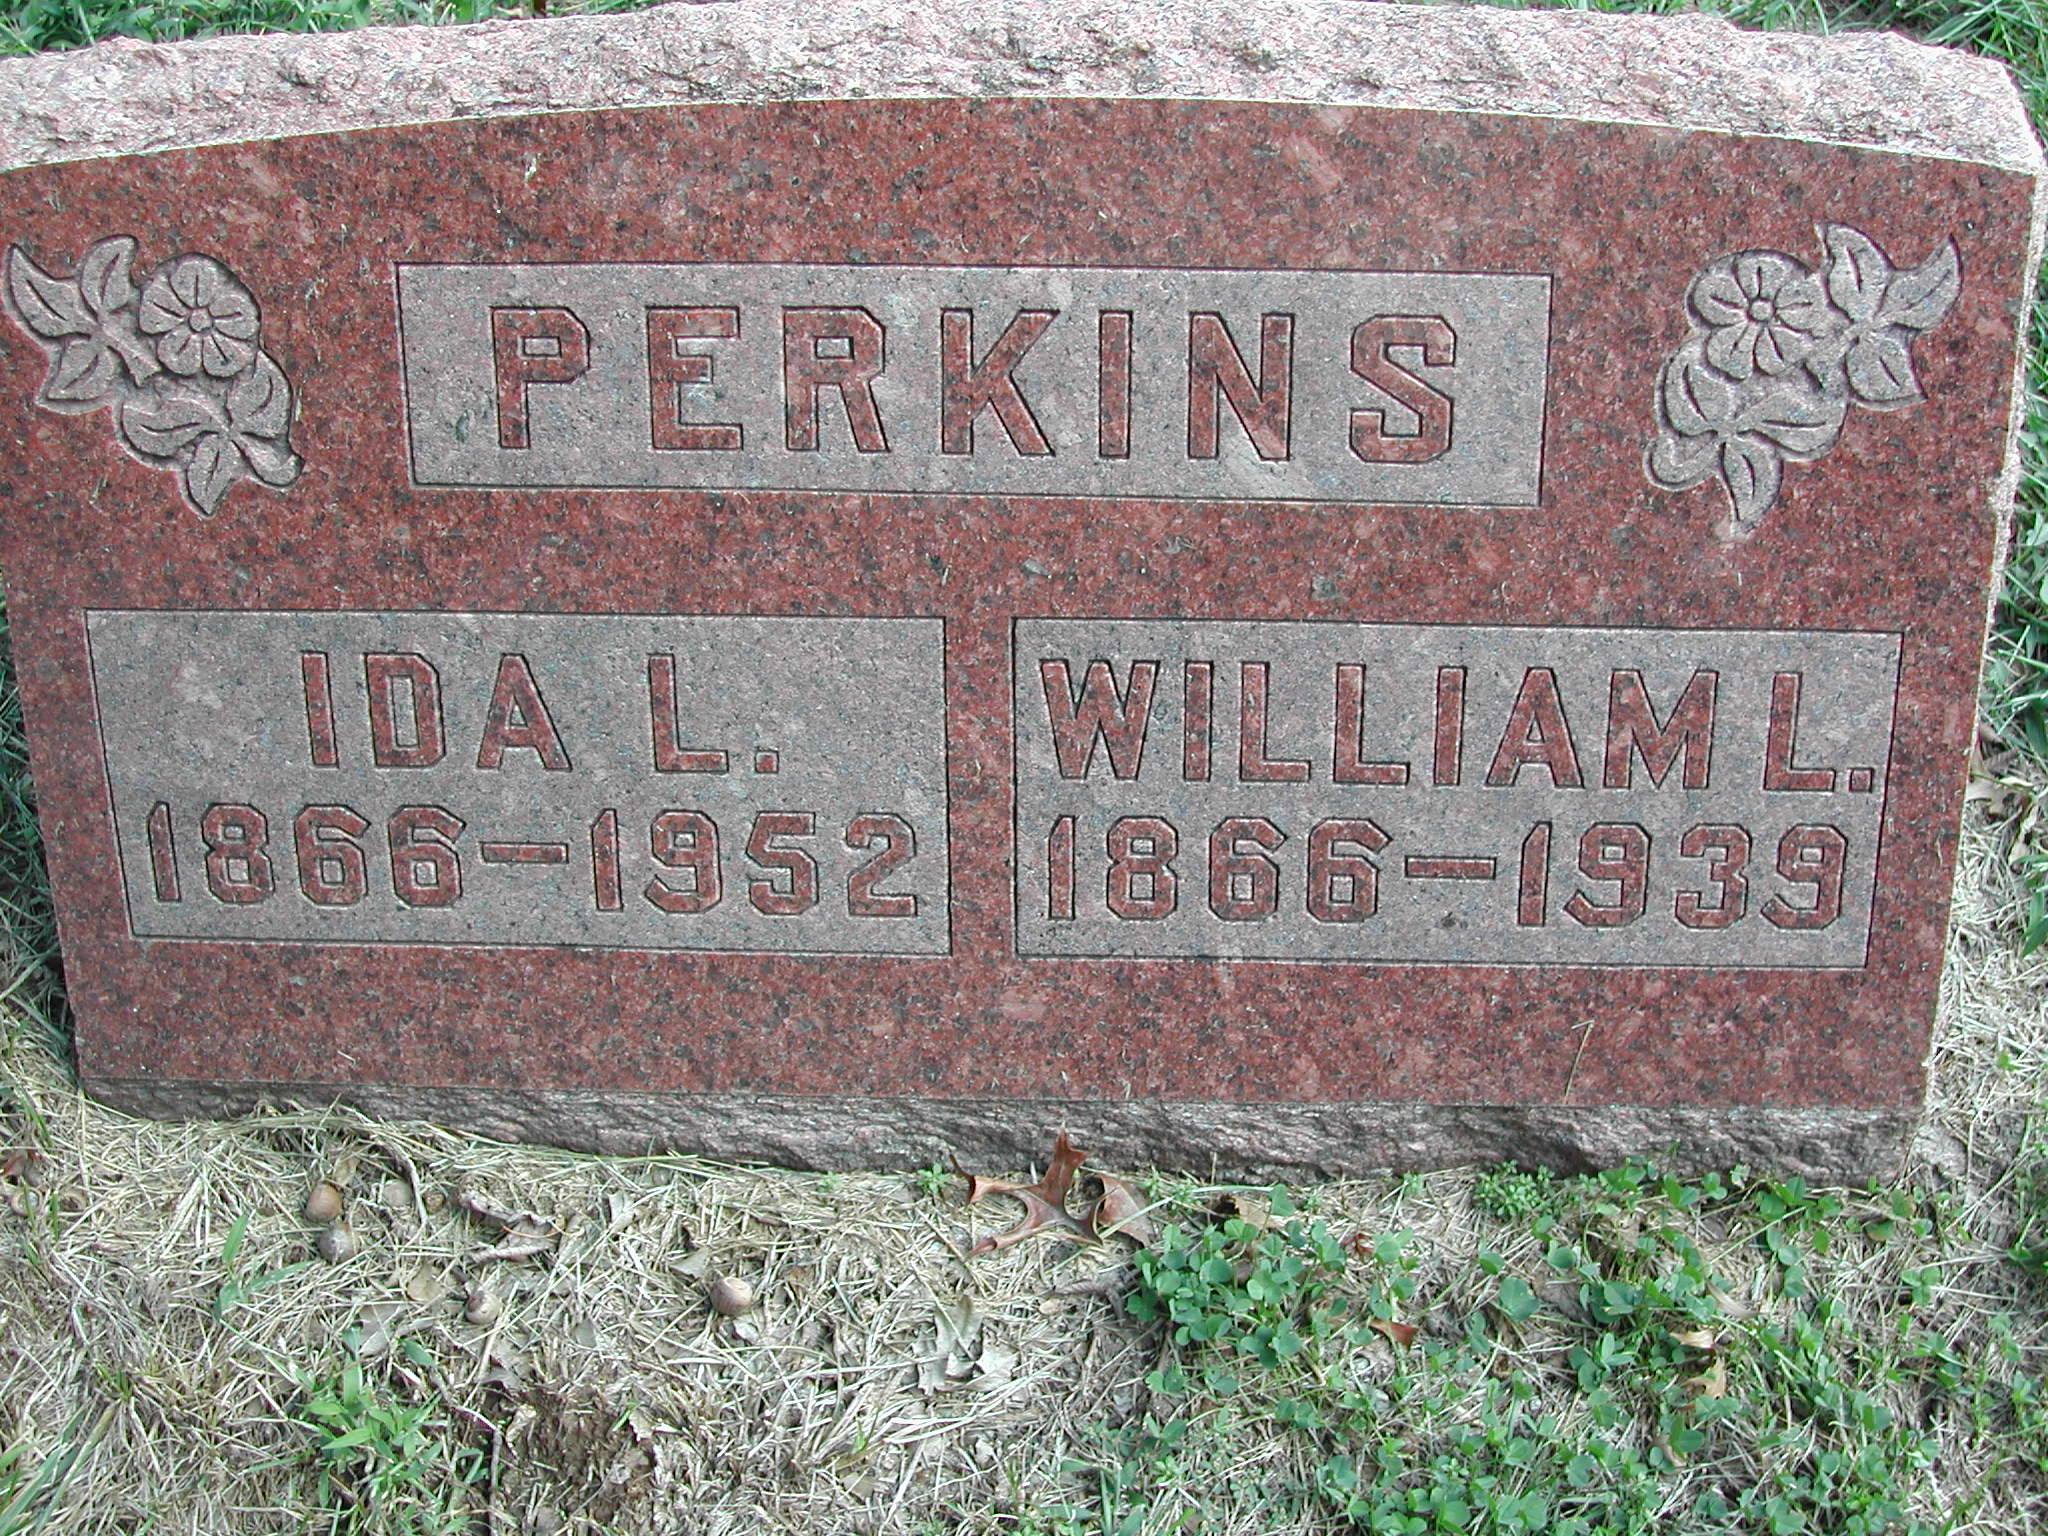 PERKINS
IDA L.
1866-1952
WILLIAM L.
1866-1939